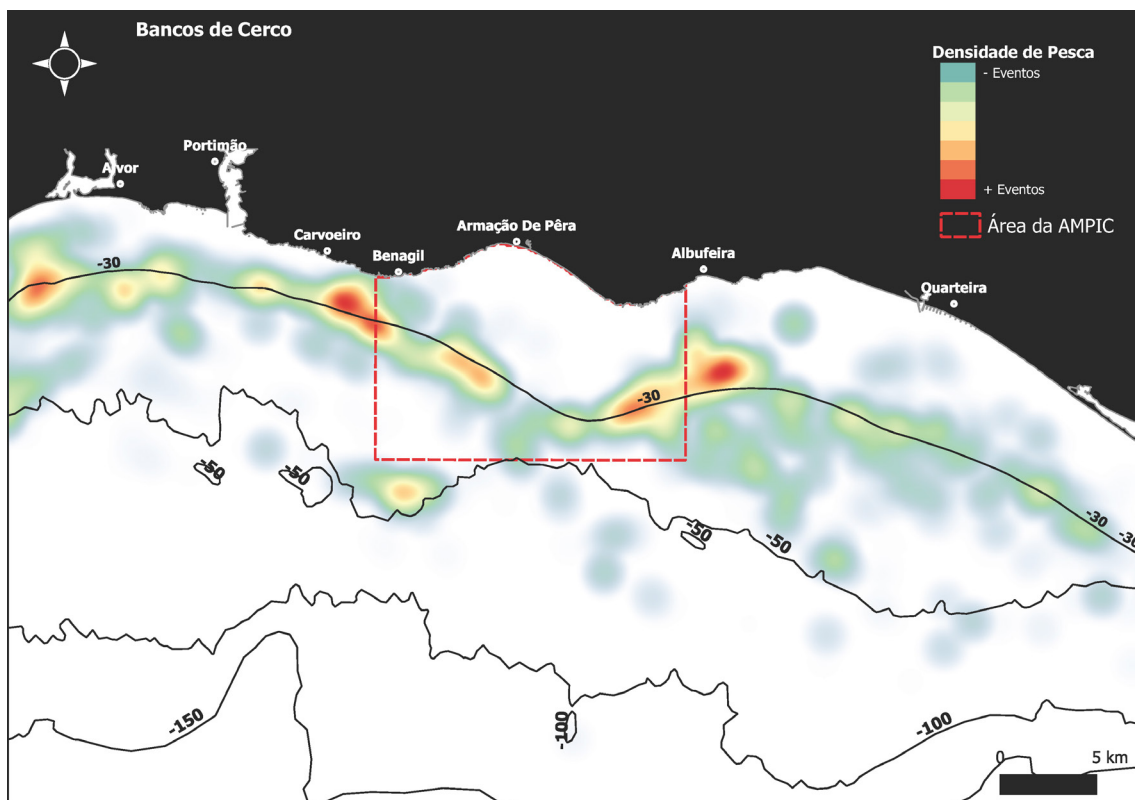 Bancos de Cerco
Densidade de Pesca
- Eventos
+ Eventos
Área da AMPIC
Portimão
Alvor
Carvoeiro
Benagil
Armação De Pêra
Albufeira
Quarteira
-30
-30
-30
-30
-50
-50
-50
-50
-150
-100
-100
0 5 km